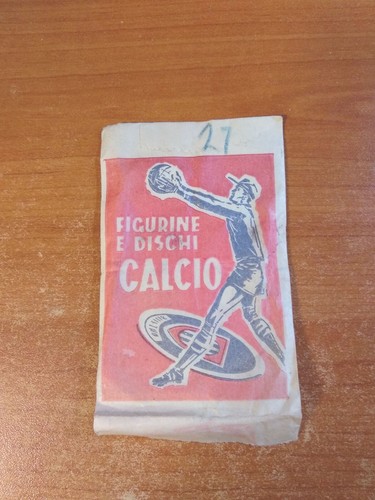 27
FIGURINE
E DISCHI
CALCIO